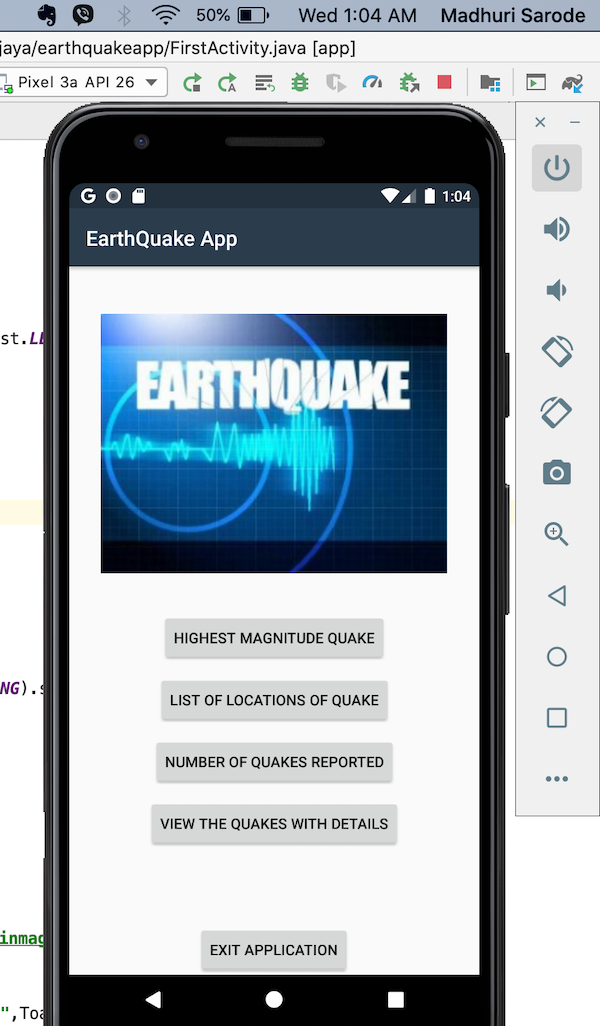 50% Wed 1:04 AM Madhuri Sarode
jaya/earthquakeapp/FirstActivity.java [app]
Pixel 3a API 26
G 1:04
EarthQuake App
st.
EARTHQUAKE
HIGHEST MAGNITUDE QUAKE
LIST OF LOCATIONS OF QUAKE
NG).s
NUMBER OF QUAKES REPORTED
VIEW THE QUAKES WITH DETAILS
inmag
EXIT APPLICATION
",Toa